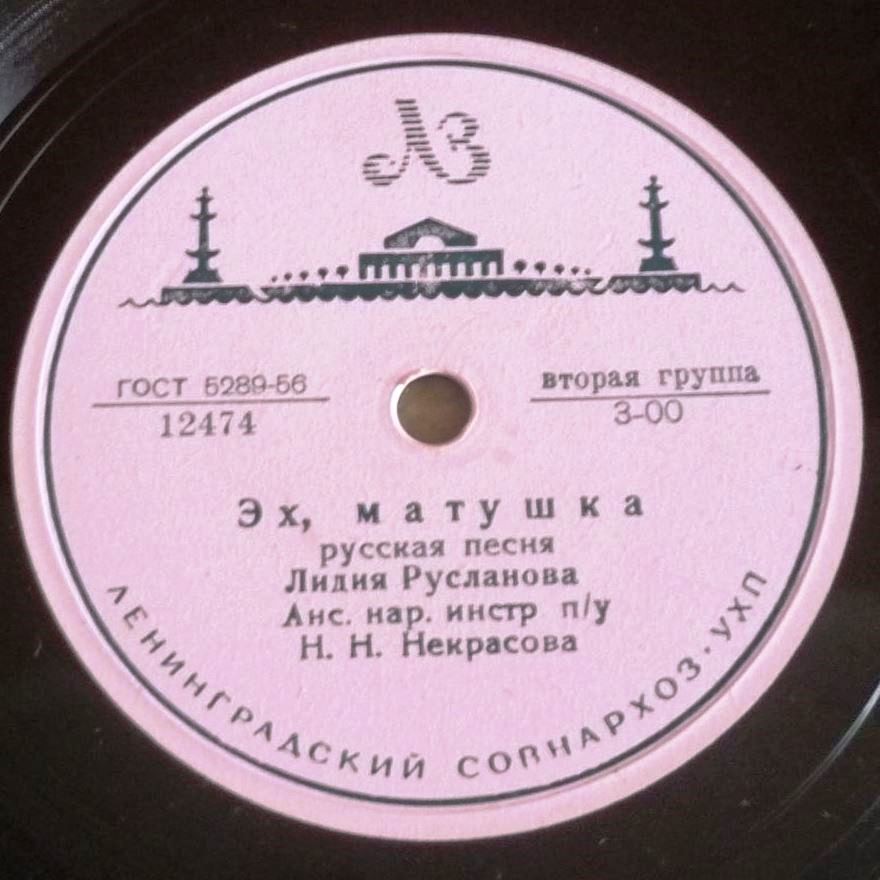 ЛЗ
ГОСТ 5289-56
12474
вторая группа
3-00
Эх, матушка
русская песня
Лидия Русланова
Анс. нар. инстр п/у
Н. Н. Некрасова
ЛЕНИНГРАДСКИЙ СОВНАРХОЗ·УХП